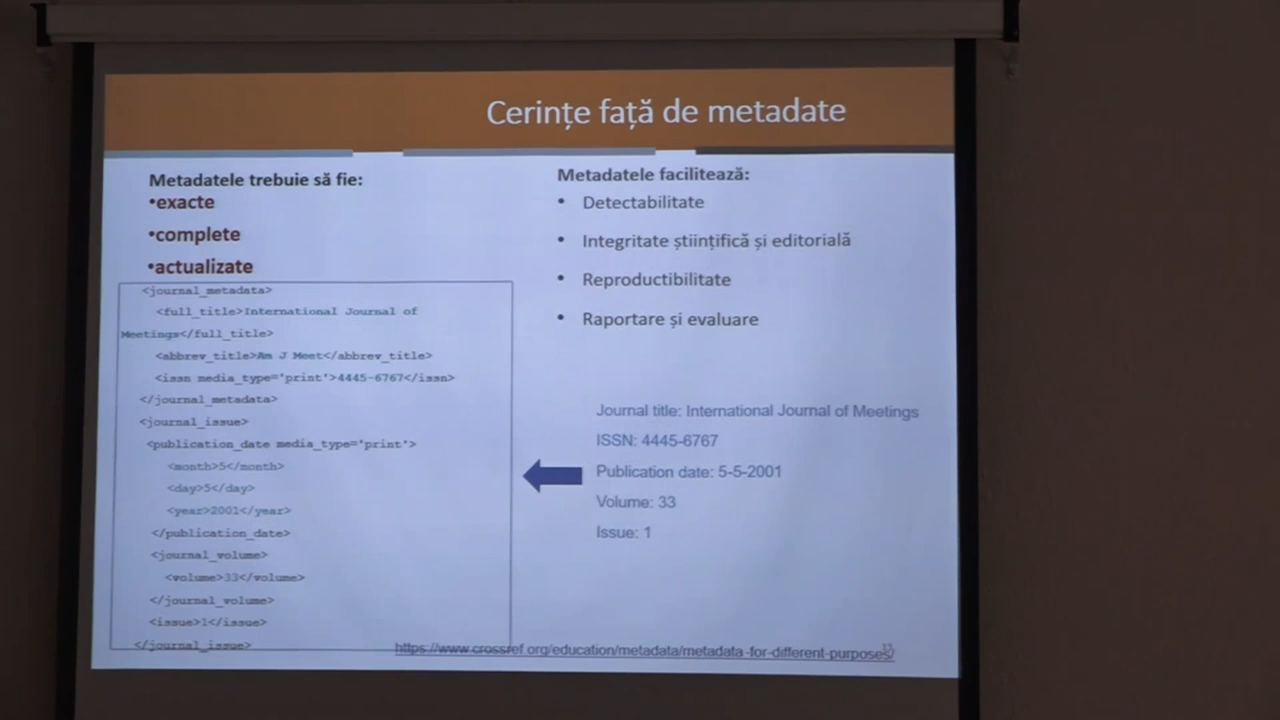 Cerințe față de metadate
Metadatele trebuie să fie:
•exacte
•complete
•actualizate
<journal_metadata>
<full_title>International Journal of
Meetings</full_title>
<abbrev_title>Am J Meet</abbrev_title>
<issn media_type='print'>4445-6767</issn>
</journal_metadata>
<journal_issue>
<publication_date media_type='print'>
<month>5</month>
<day>5</day>
<year>2001</year>
</publication_date>
<journal_volume>
<volume>33</volume>
</journal_volume>
<issue>1</issue>
</journal_issue>
Metadatele facilitează:
• Detectabilitate
• Integritate științifică și editorială
• Reproductibilitate
• Raportare și evaluare
Journal title: International Journal of Meetings
ISSN: 4445-6767
Publication date: 5-5-2001
Volume: 33
Issue: 1
https://www.crossref.org/education/metadata/metadata-for-different-purposes/